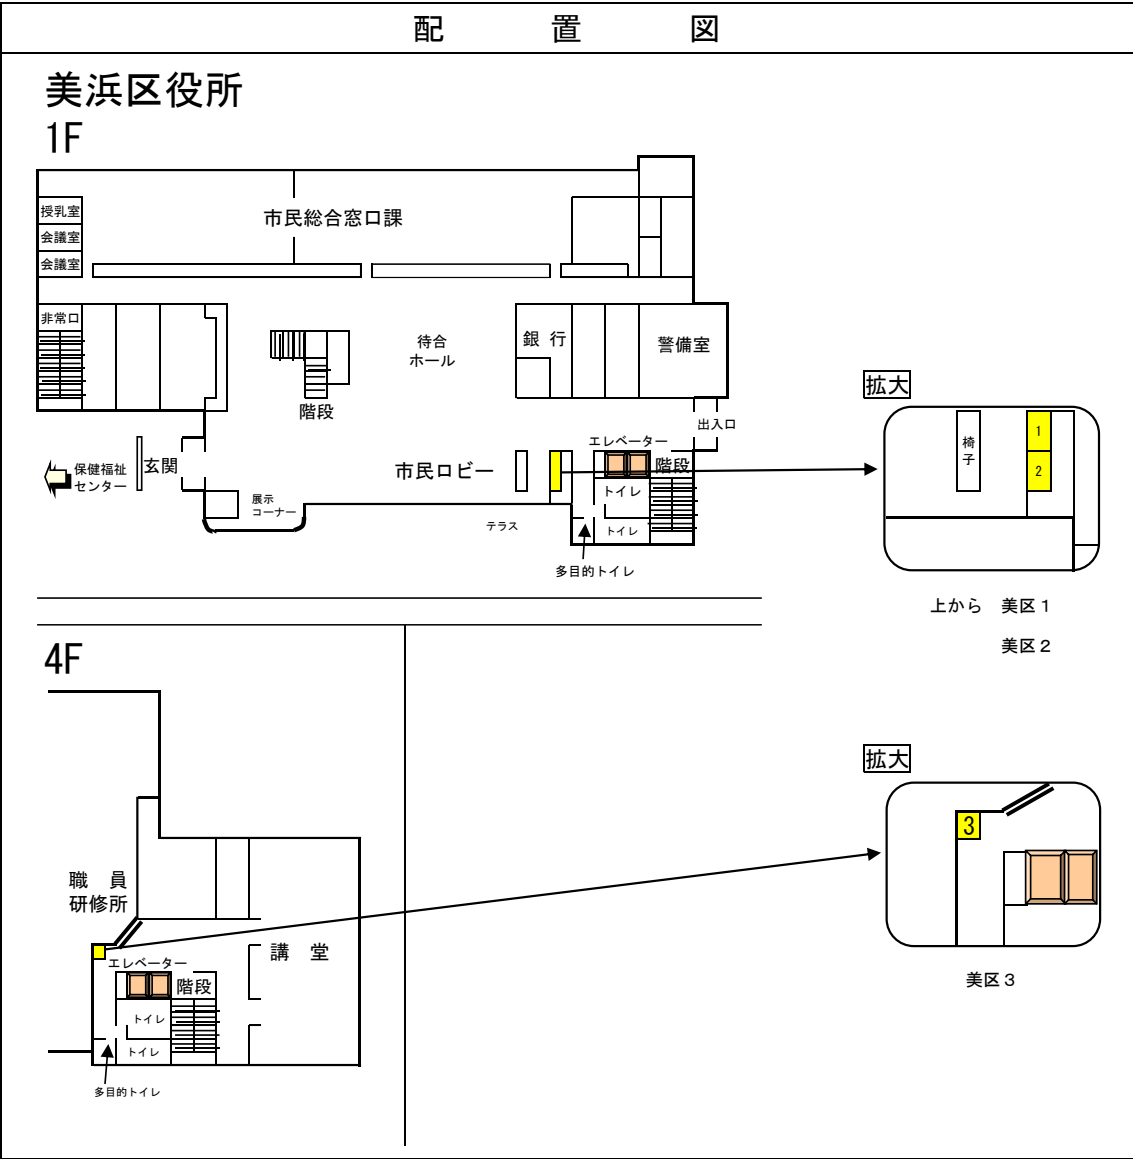 配　置　図
美浜区役所
1F
授乳室
会議室
会議室
市民総合窓口課
非常口
階段
待合
ホール
銀 行
警備室
出入口
保健福祉
センター
玄関
展示
コーナー
市民ロビー
テラス
エレベーター
階段
トイレ
トイレ
多目的トイレ
拡大
椅
子
1
2
上から　美区１
美区２
4F
職　員
研修所
講　堂
エレベーター
階段
トイレ
トイレ
多目的トイレ
拡大
3
美区３